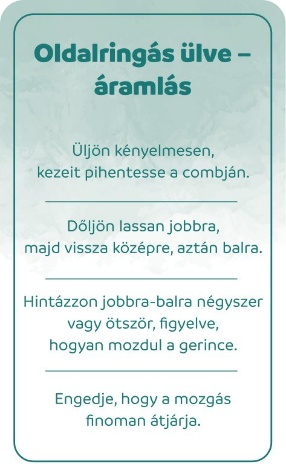 Oldalringás ülve –
áramlás
Üljön kényelmesen,
kezeit pihentesse a combján.
Dőljön lassan jobbra,
majd vissza középre, aztán balra.
Hintázzon jobbra-balra négyszer
vagy ötször, figyelve,
hogyan mozdul a gerince.
Engedje, hogy a mozgás
finoman átjárja.